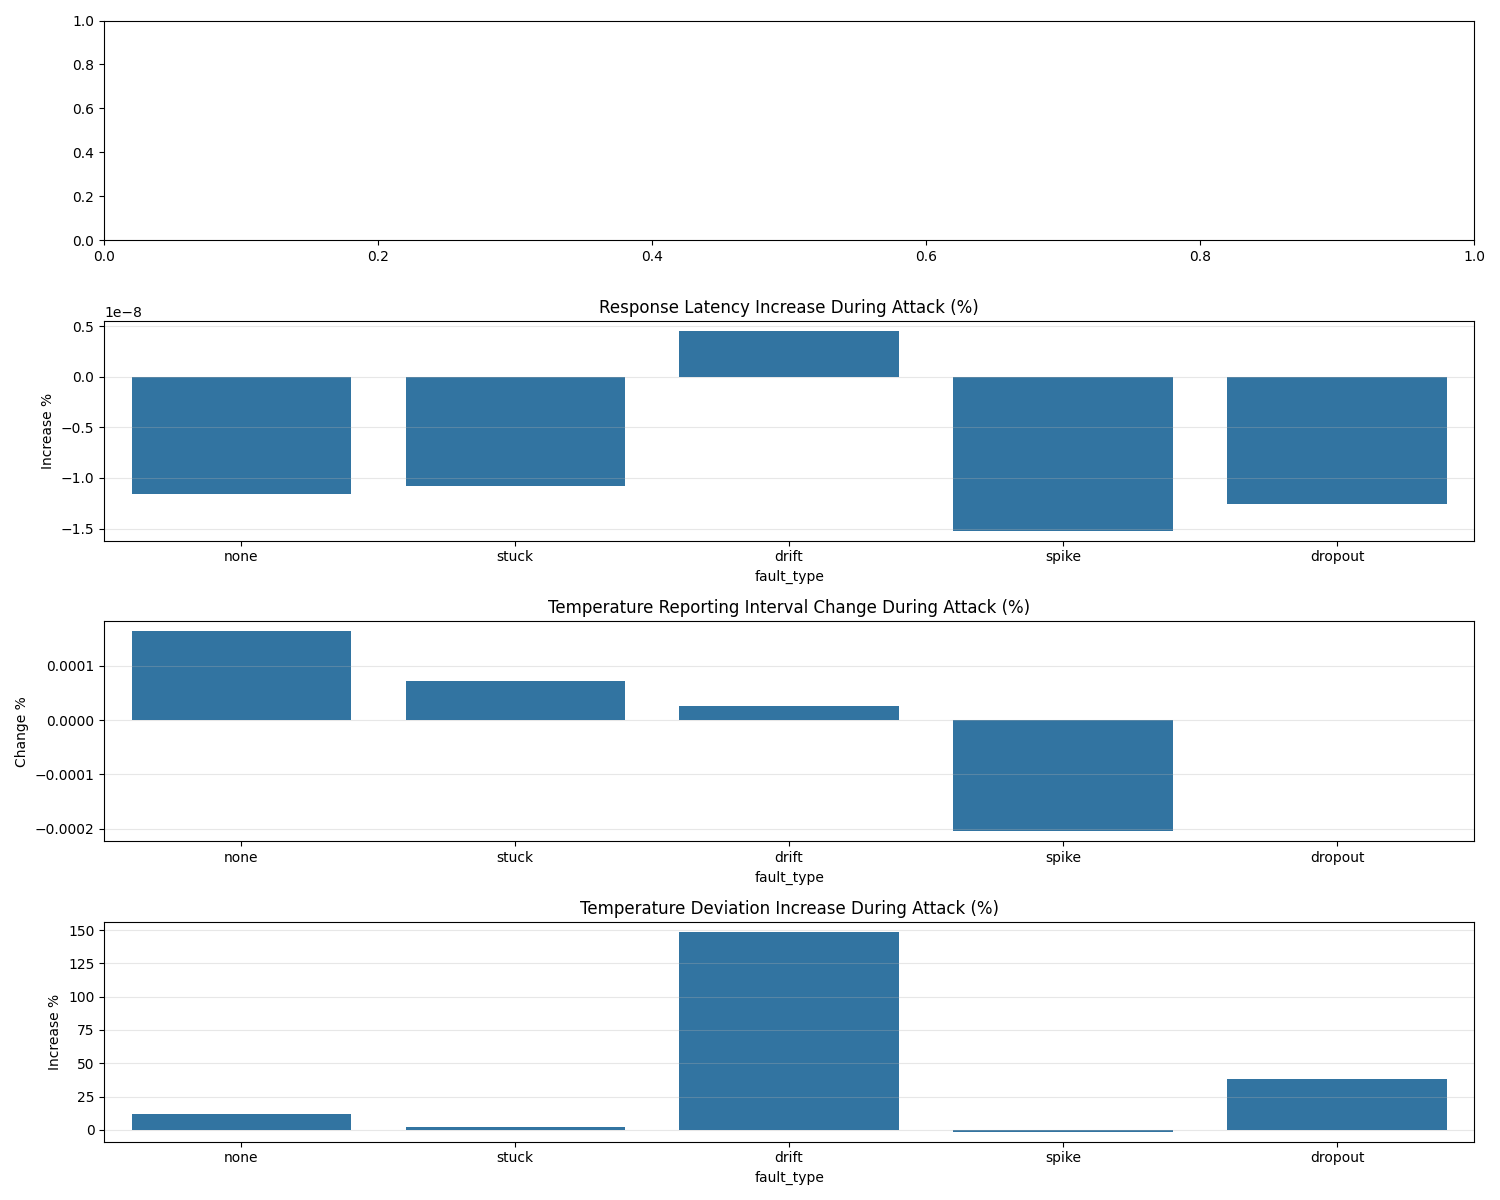 1.0
0.8
0.6
0.4
0.2
0.0
0.0 0.2 0.4 0.6 0.8 1.0
Response Latency Increase During Attack (%)
1e−8
0.5
0.0
−0.5
−1.0
−1.5
Increase %
none stuck drift spike dropout
fault_type
Temperature Reporting Interval Change During Attack (%)
0.0001
0.0000
−0.0001
−0.0002
Change %
none stuck drift spike dropout
fault_type
Temperature Deviation Increase During Attack (%)
150
125
100
75
50
25
0
Increase %
none stuck drift spike dropout
fault_type